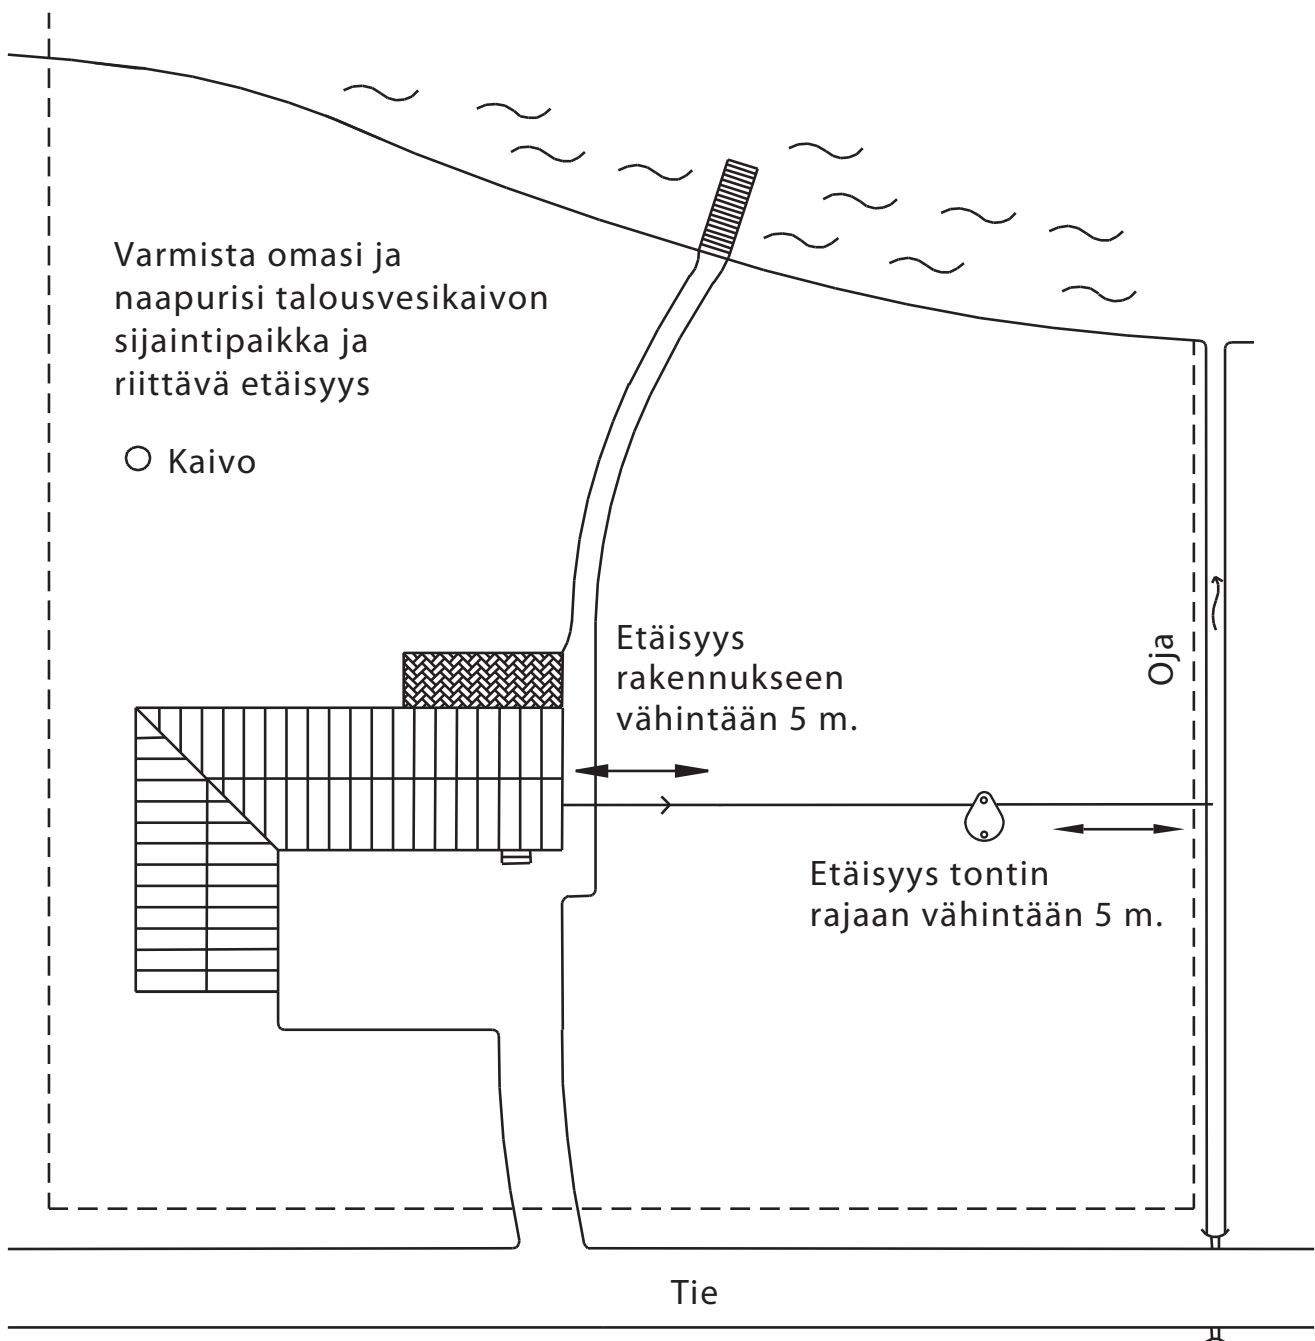 Varmista omasi ja
naapurisi talousvesikaivon
sijaintipaikka ja
riittävä etäisyys
Kaivo
Etäisyys
rakennukseen
vähintään 5 m.
Oja
Etäisyys tontin
rajaan vähintään 5 m.
Tie